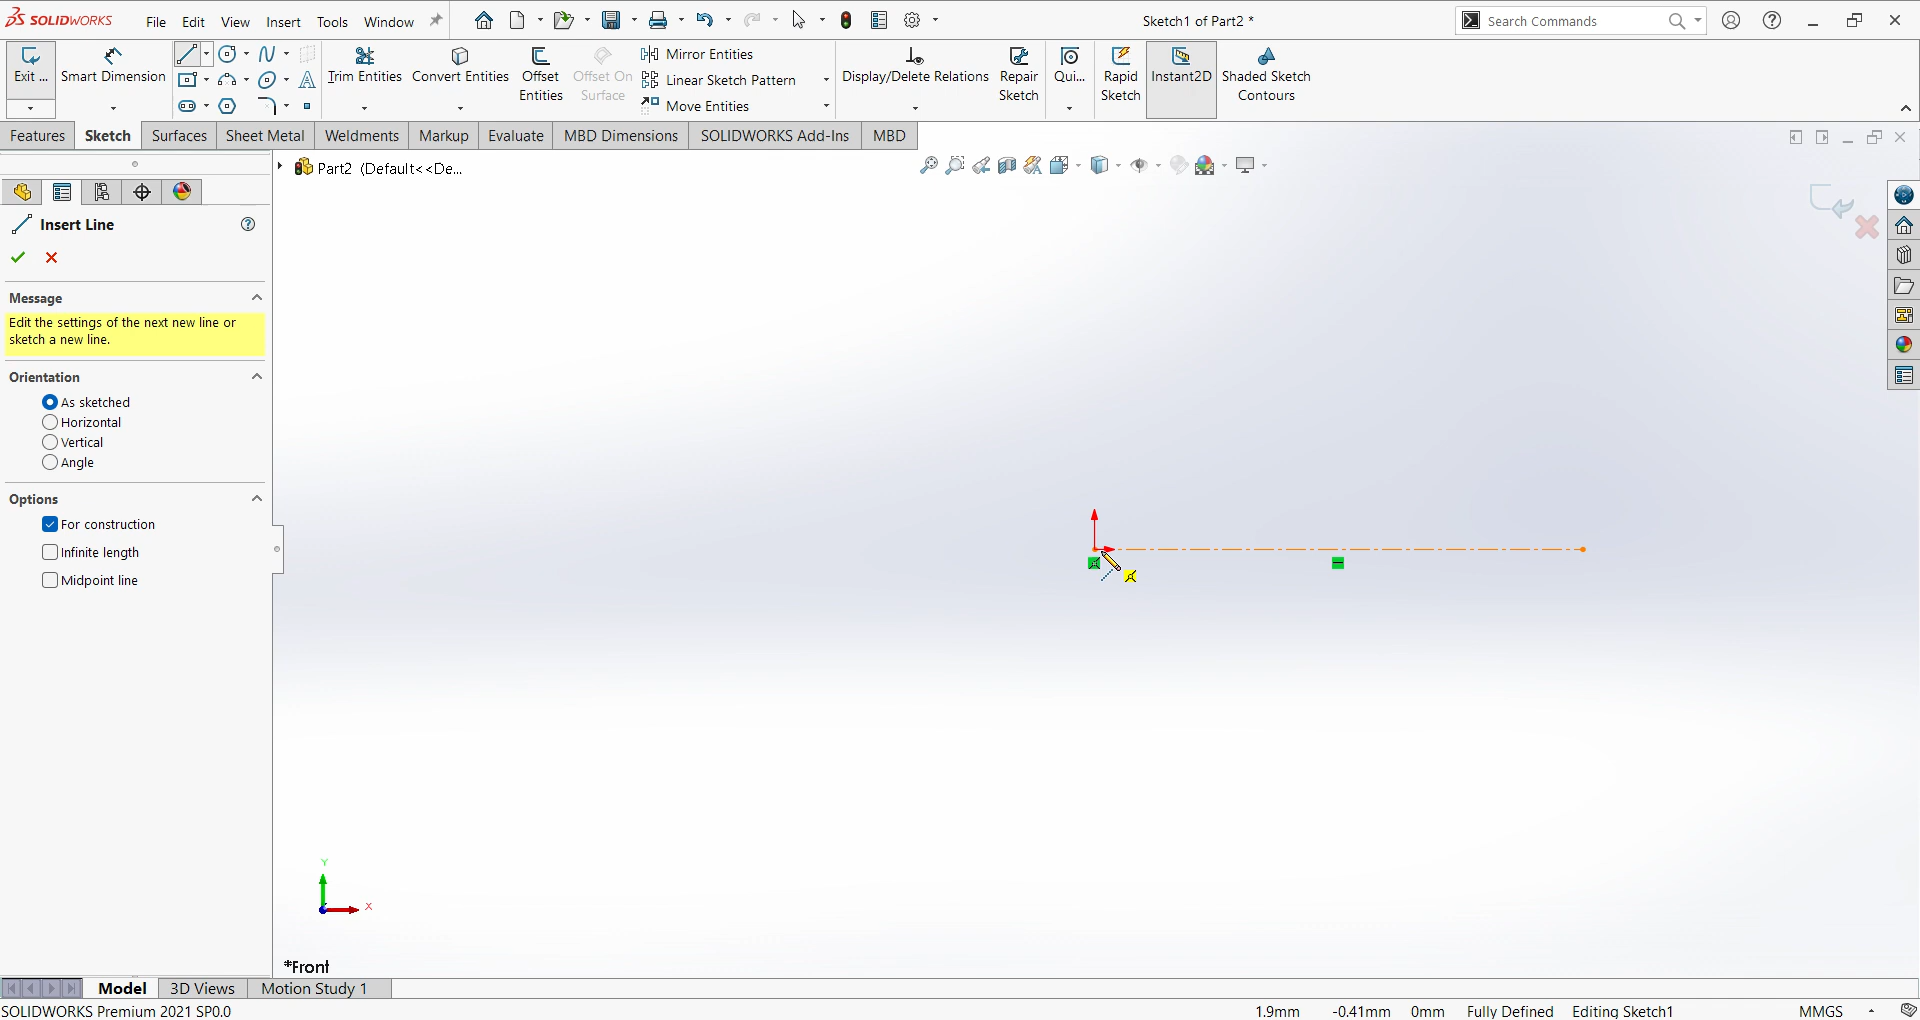 SOLIDWORKS File Edit View Insert Tools Window
Sketch1 of Part2 *
Search Commands
Exit ...
Smart Dimension
Trim Entities
Convert Entities
Offset
Entities
Offset On
Surface
Mirror Entities
Linear Sketch Pattern
Move Entities
Display/Delete Relations
Repair
Sketch
Qui...
Rapid
Sketch
Instant2D
Shaded Sketch
Contours
Features Sketch Surfaces Sheet Metal Weldments Markup Evaluate MBD Dimensions SOLIDWORKS Add-Ins MBD
Part2 (Default<<De...
Insert Line
Message
Edit the settings of the next new line or
sketch a new line.
Orientation
As sketched
Horizontal
Vertical
Angle
Options
For construction
Infinite length
Midpoint line
Y
X
*Front
Model 3D Views Motion Study 1
SOLIDWORKS Premium 2021 SP0.0
1.9mm -0.41mm 0mm Fully Defined Editing Sketch1 MMGS